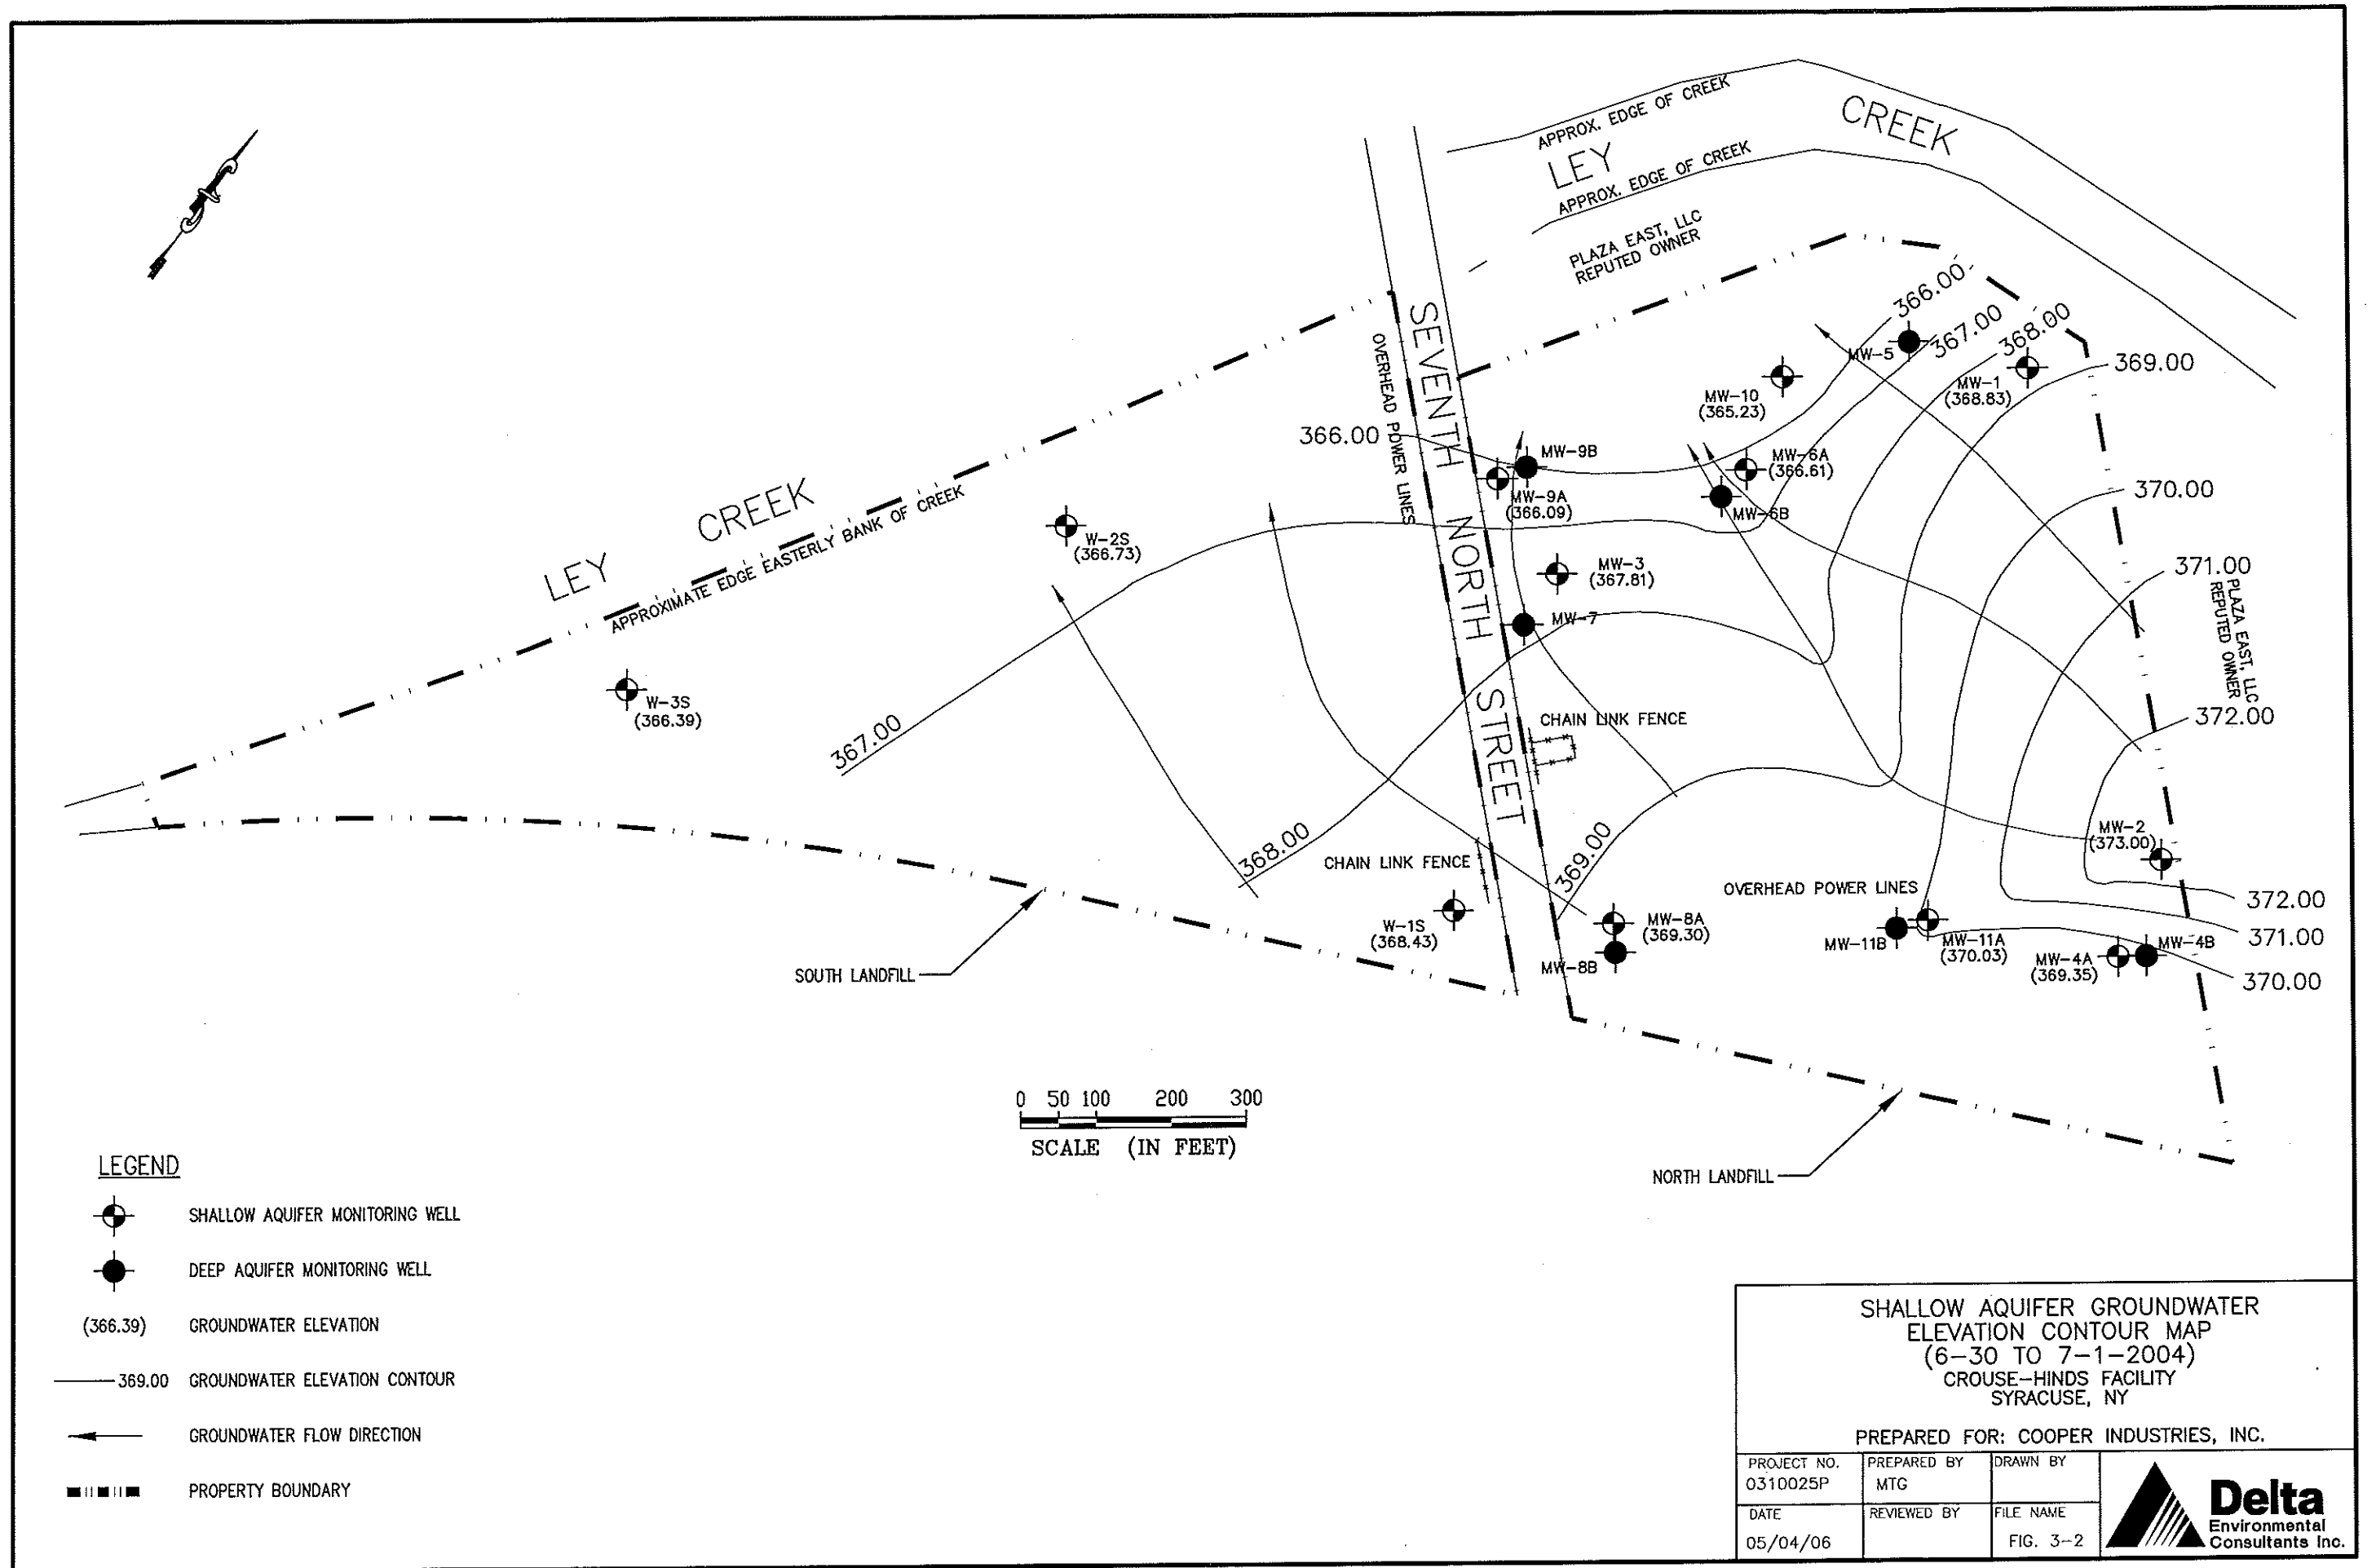 APPROX. EDGE OF CREEK
LEY CREEK
APPROX. EDGE OF CREEK
PLAZA EAST, LLC
REPUTED OWNER
SEVENTH NORTH STREET
OVERHEAD POWER LINES
366.00
367.00
368.00
369.00
MW-5
MW-1
(368.83)
MW-10
(365.23)
366.00
MW-9B
MW-9A
(366.09)
MW-6A
(366.61)
MW-6B
370.00
LEY CREEK
APPROXIMATE EDGE EASTERLY BANK OF CREEK
W-2S
(366.73)
MW-3
(367.81)
MW-7
371.00
PLAZA EAST, LLC
REPUTED OWNER
W-3S
(366.39)
367.00
CHAIN LINK FENCE
372.00
368.00
CHAIN LINK FENCE
369.00
MW-2
(373.00)
OVERHEAD POWER LINES
372.00
W-1S
(368.43)
MW-8A
(369.30)
MW-8B
MW-11B
MW-11A
(370.03)
MW-4A
(369.35)
MW-4B
371.00
370.00
SOUTH LANDFILL
NORTH LANDFILL
0 50 100 200 300
SCALE (IN FEET)
LEGEND
SHALLOW AQUIFER MONITORING WELL
DEEP AQUIFER MONITORING WELL
(366.39) GROUNDWATER ELEVATION
369.00 GROUNDWATER ELEVATION CONTOUR
GROUNDWATER FLOW DIRECTION
PROPERTY BOUNDARY
SHALLOW AQUIFER GROUNDWATER
ELEVATION CONTOUR MAP
(6-30 TO 7-1-2004)
CROUSE-HINDS FACILITY
SYRACUSE, NY
PREPARED FOR: COOPER INDUSTRIES, INC.
PROJECT NO. PREPARED BY DRAWN BY
0310025P MTG
DATE REVIEWED BY FILE NAME
05/04/06 FIG. 3-2
Delta
Environmental
Consultants Inc.